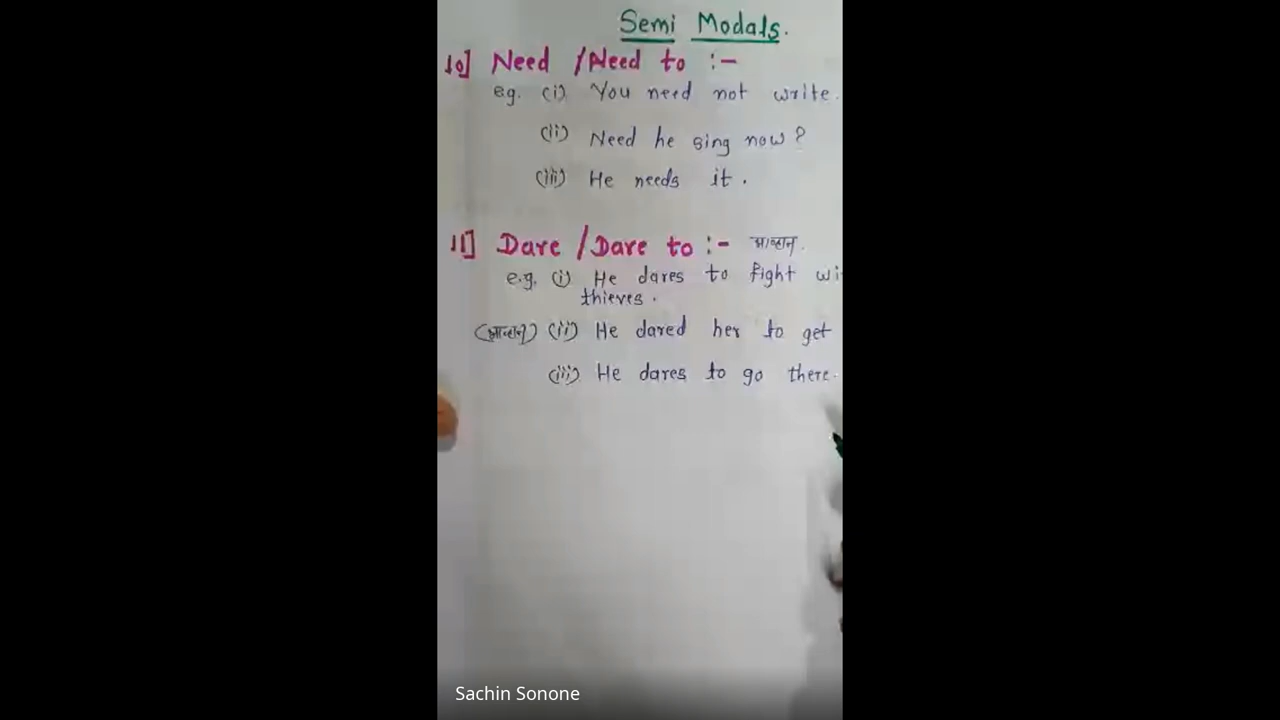 Semi Modals.
10] Need /Need to :-
e.g. (i) You need not write.
(ii) Need he sing now?
(iii) He needs it.
11] Dare /Dare to :- आव्हान.
e.g. (i) He dares to fight wi
thieves.
(आव्हान) (ii) He dared her to get
(iii) He dares to go there.
Sachin Sonone